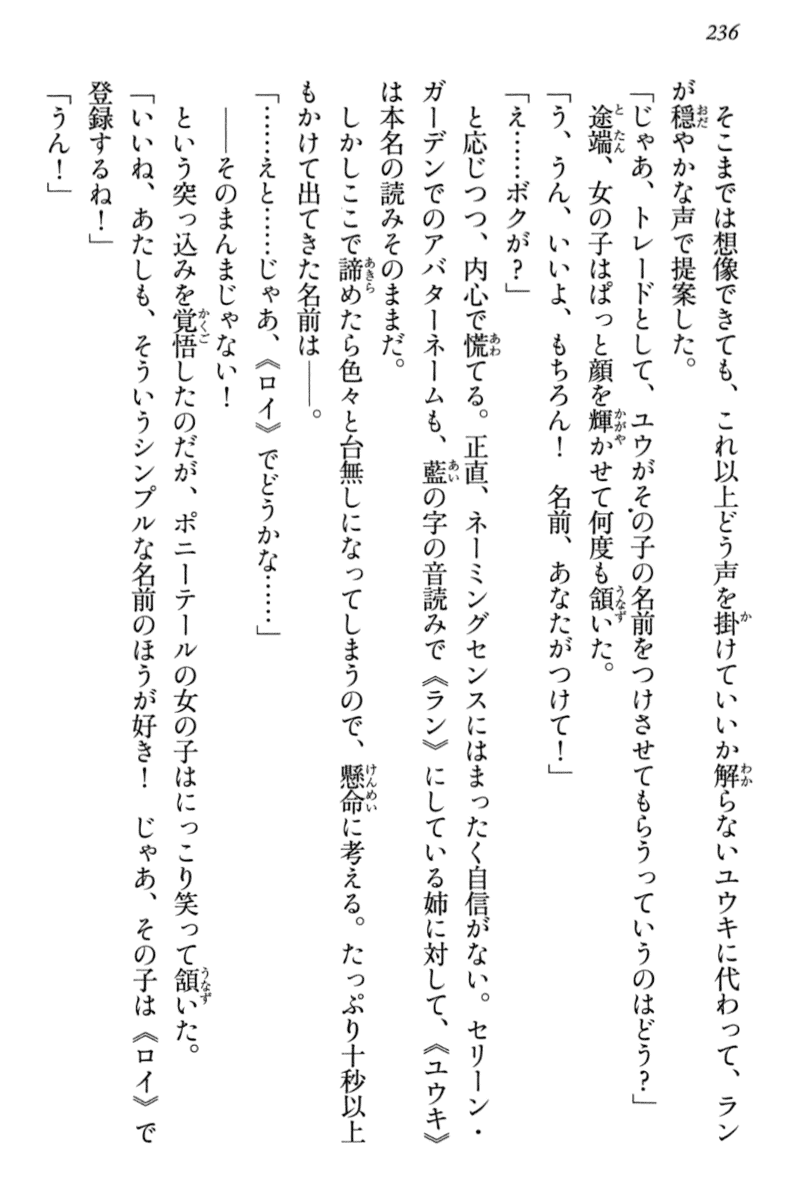 236
そこまでは想像できても、これ以上どう声を掛けていいか解らないユウキに代わって、ラン
が穏やかな声で提案した。
「じゃあ、トレードとして、ユウがその子の名前をつけさせてもらうっていうのはどう？」
途端、女の子はぱっと顔を輝かせて何度も頷いた。
「う、うん、いいよ、もちろん！　名前、あなたがつけて！」
「え……ボクが？」
と応じつつ、内心で慌てる。正直、ネーミングセンスにはまったく自信がない。セリーン・
ガーデンでのアバターネームも、藍の字の音読みで《ラン》にしている姉に対して、《ユウキ》
は本名の読みそのままだ。
しかしここで諦めたら色々と台無しになってしまうので、懸命に考える。たっぷり十秒以上
もかけて出てきた名前は――。
「……えと……じゃあ、《ロイ》でどうかな……」
――そのまんまじゃない！
という突っ込みを覚悟したのだが、ポニーテールの女の子はにっこり笑って頷いた。
「いいね、あたしも、そういうシンプルな名前のほうが好き！　じゃあ、その子は《ロイ》で
登録するね！」
「うん！」